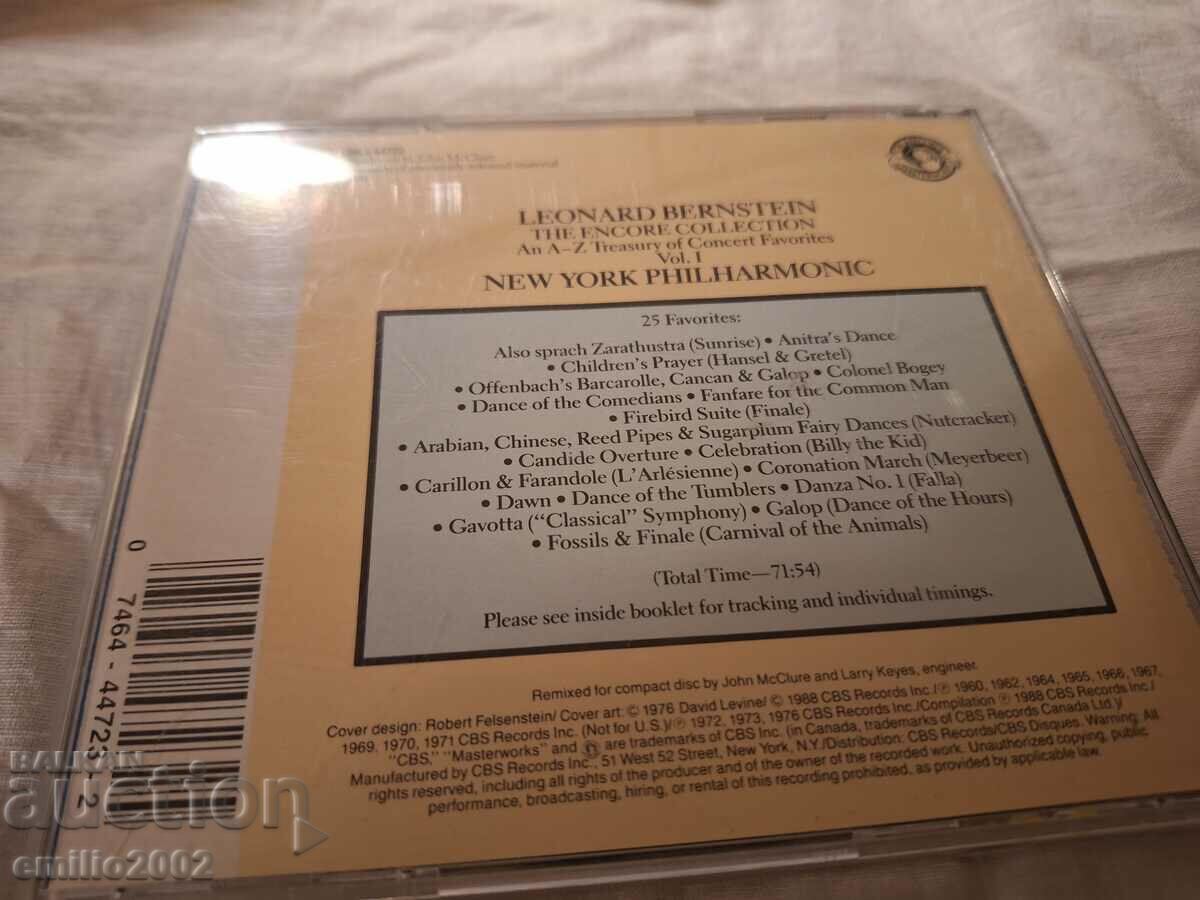 LEONARD BERNSTEIN
THE ENCORE COLLECTION
An A–Z Treasury of Concert Favorites
Vol. I
NEW YORK PHILHARMONIC
25 Favorites:
Also sprach Zarathustra (Sunrise) • Anitra's Dance
• Children's Prayer (Hansel & Gretel)
• Offenbach's Barcarolle, Cancan & Galop • Colonel Bogey
• Dance of the Comedians • Fanfare for the Common Man
• Firebird Suite (Finale)
• Arabian, Chinese, Reed Pipes & Sugarplum Fairy Dances (Nutcracker)
• Candide Overture • Celebration (Billy the Kid)
• Carillon & Farandole (L'Arlésienne) • Coronation March (Meyerbeer)
• Dawn • Dance of the Tumblers • Danza No. 1 (Falla)
• Gavotta ("Classical" Symphony) • Galop (Dance of the Hours)
• Fossils & Finale (Carnival of the Animals)
(Total Time—71:54)
Please see inside booklet for tracking and individual timings.
Remixed for compact disc by John McClure and Larry Keyes, engineer.
Cover design: Robert Felsenstein/ Cover art: © 1976 David Levine/ © 1988 CBS Records Inc./ ℗ 1960, 1962, 1964, 1965, 1966, 1967,
1969, 1970, 1971 CBS Records Inc. (Not for U.S.)/ ℗ 1972, 1973, 1976 CBS Records Inc./Compilation ℗ 1988 CBS Records Inc./
"CBS," "Masterworks" and are trademarks of CBS Inc. (in Canada, trademarks of CBS Records Canada Ltd.)/
Manufactured by CBS Records Inc., 51 West 52 Street, New York, N.Y./Distribution: CBS Records/CBS Disques. Warning: All
rights reserved, including all rights of the producer and of the owner of the recorded work. Unauthorized copying, public
performance, broadcasting, hiring, or rental of this recording prohibited, as provided by applicable law.
0 7464-44723-2
BALKAN
auction
emilio2002